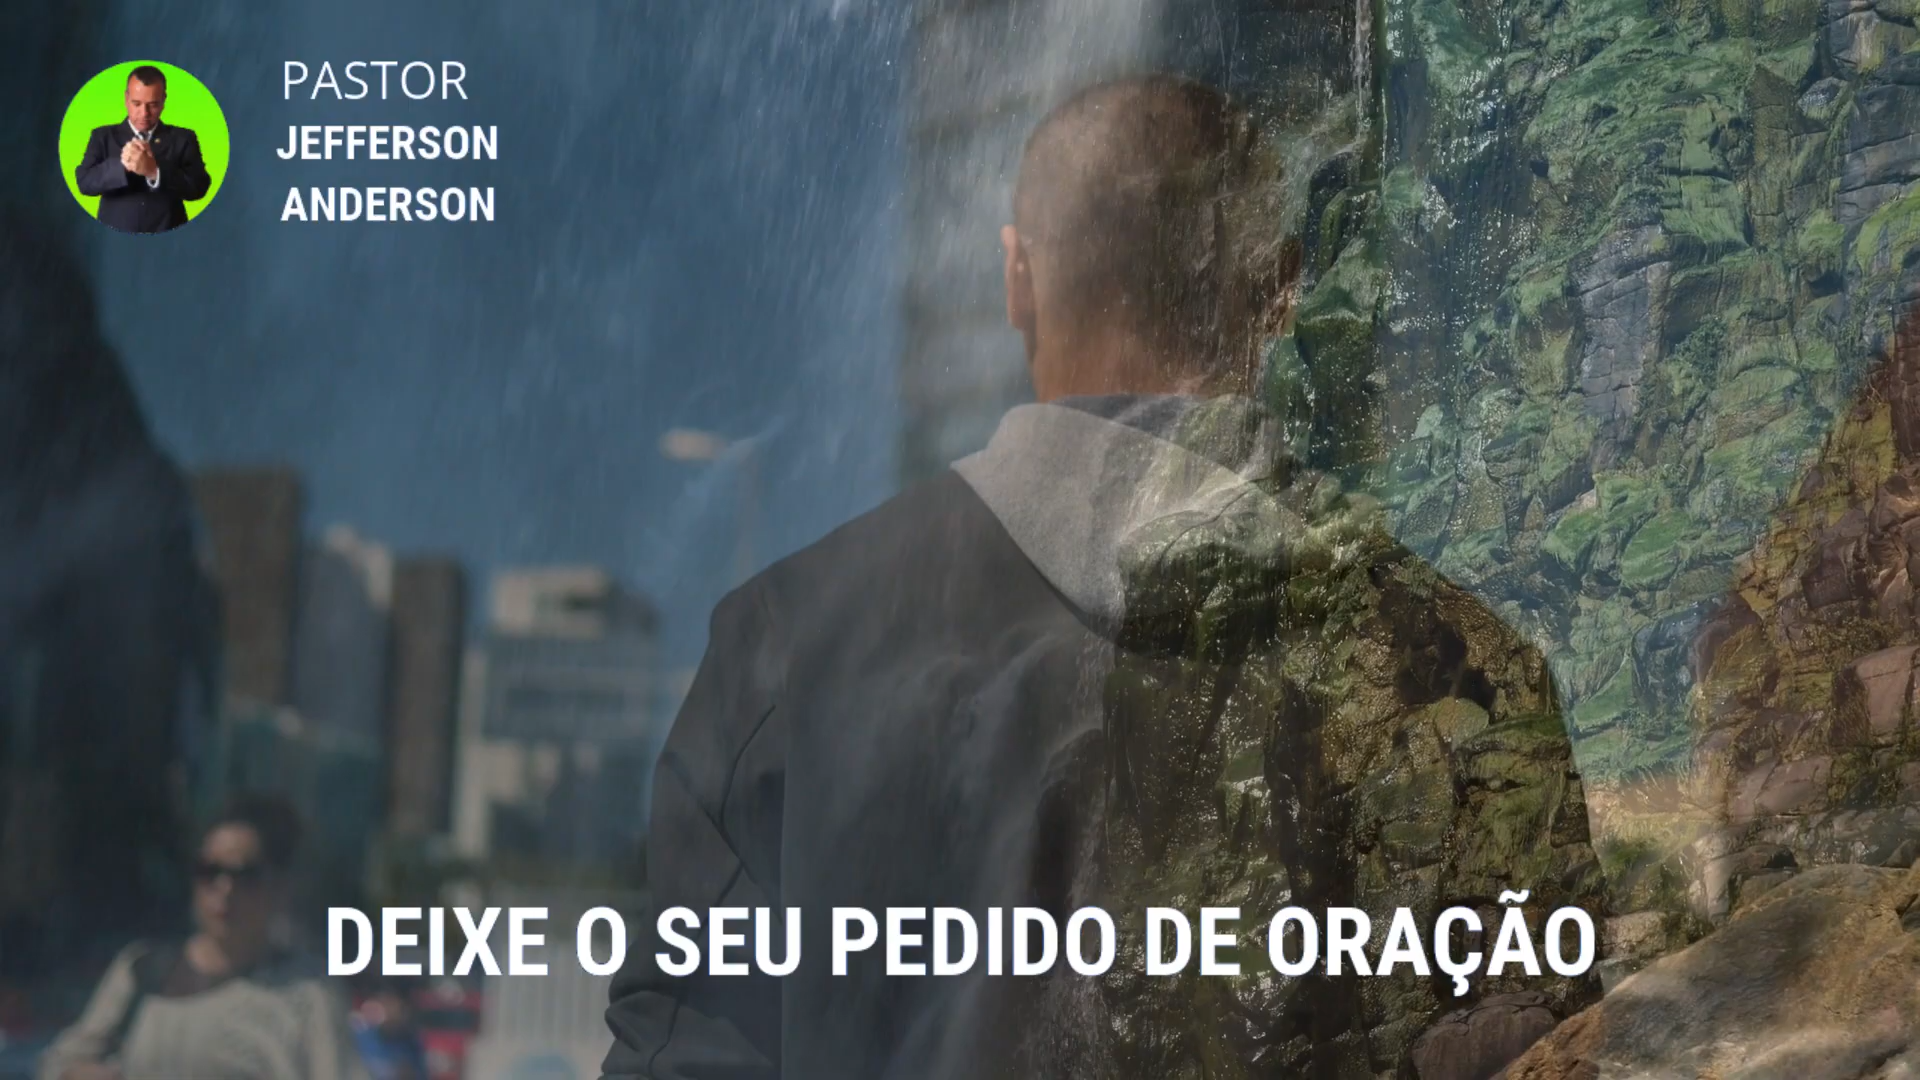 PASTOR
JEFFERSON
ANDERSON
DEIXE O SEU PEDIDO DE ORAÇÃO